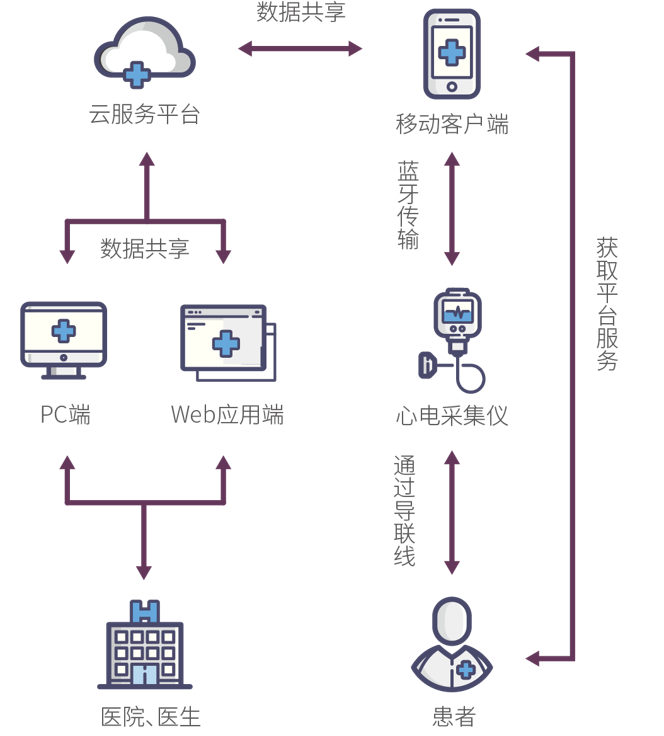 数据共享
云服务平台
移动客户端
蓝牙传输
数据共享
获取平台服务
PC端
Web应用端
心电采集仪
通过导联线
医院、医生
患者